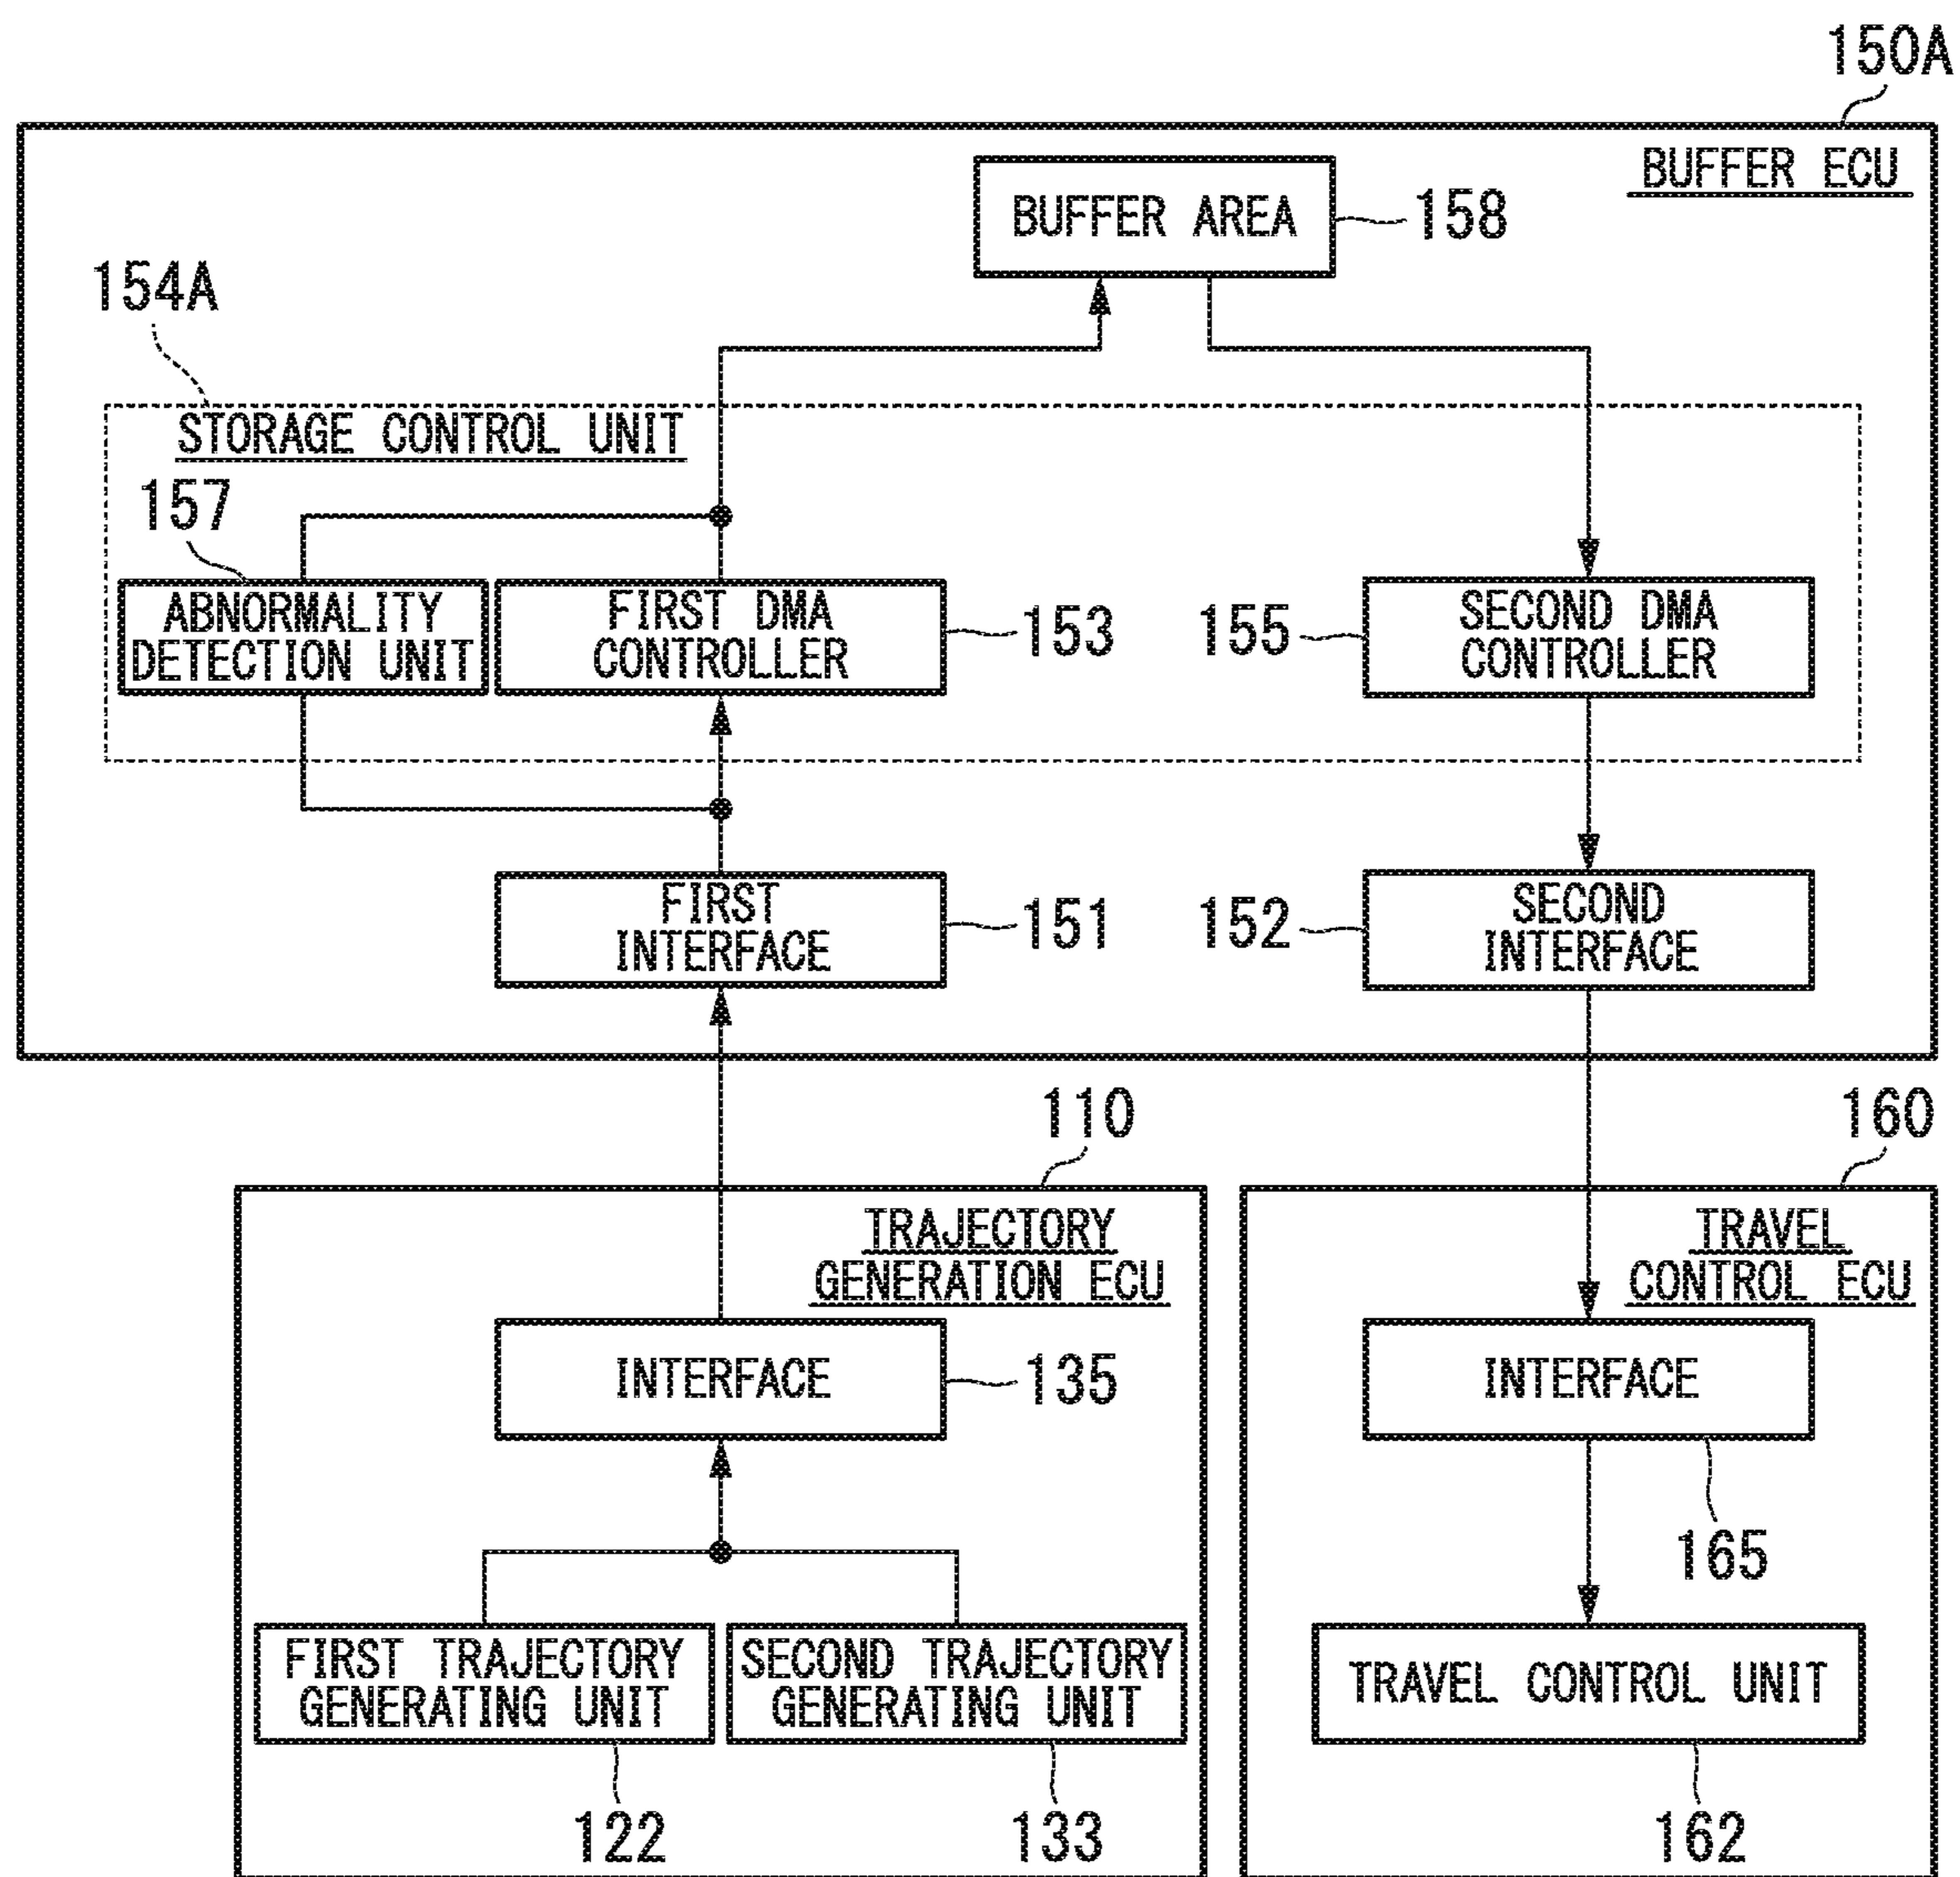 150A
BUFFER ECU
BUFFER AREA
158
154A
STORAGE CONTROL UNIT
157
ABNORMALITY
DETECTION UNIT
FIRST DMA
CONTROLLER
153
155
SECOND DMA
CONTROLLER
FIRST
INTERFACE
151
152
SECOND
INTERFACE
110
160
TRAJECTORY
GENERATION ECU
TRAVEL
CONTROL ECU
INTERFACE
135
INTERFACE
165
FIRST TRAJECTORY
GENERATING UNIT
SECOND TRAJECTORY
GENERATING UNIT
TRAVEL CONTROL UNIT
122
133
162